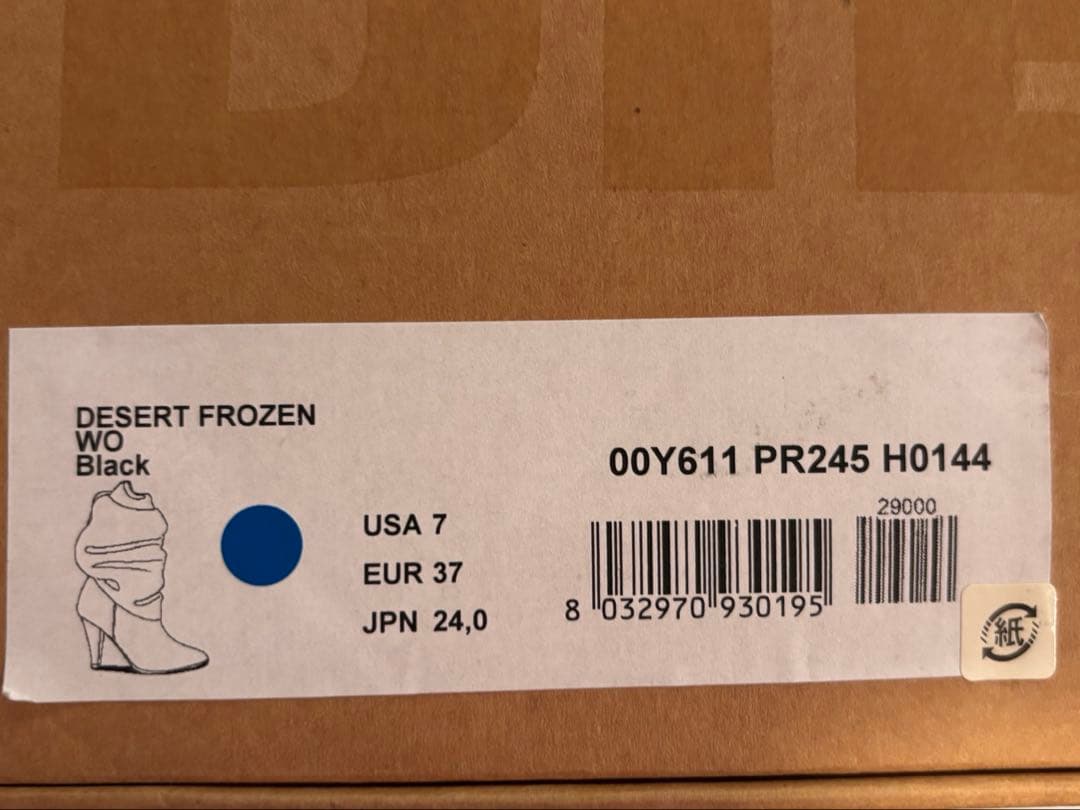 DIE
DESERT FROZEN
WO
Black
00Y611 PR245 H0144
29000
USA 7
EUR 37
JPN 24,0
8 032970 930195
紙